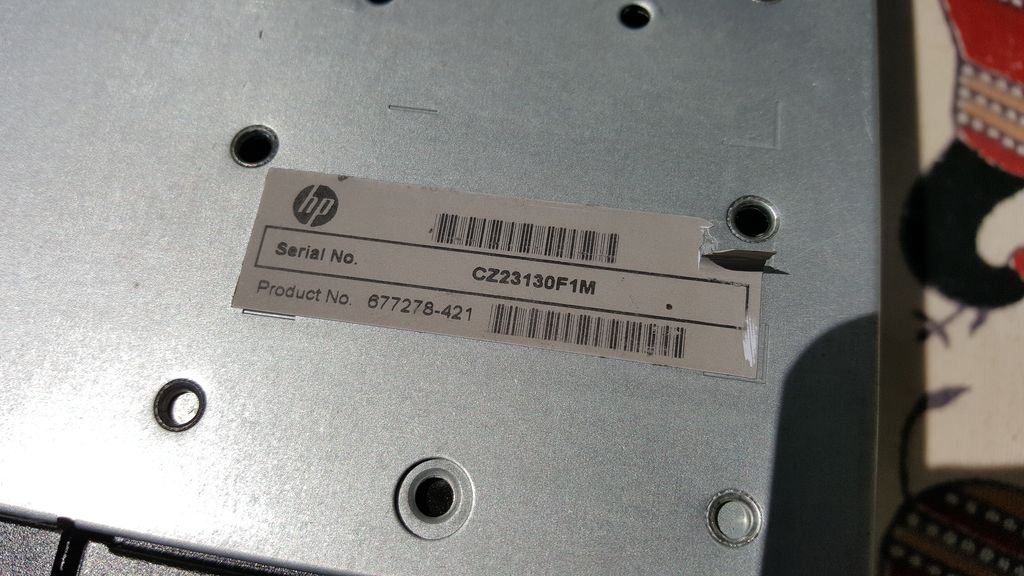 hp
Serial No. CZ23130F1M
Product No. 677278-421